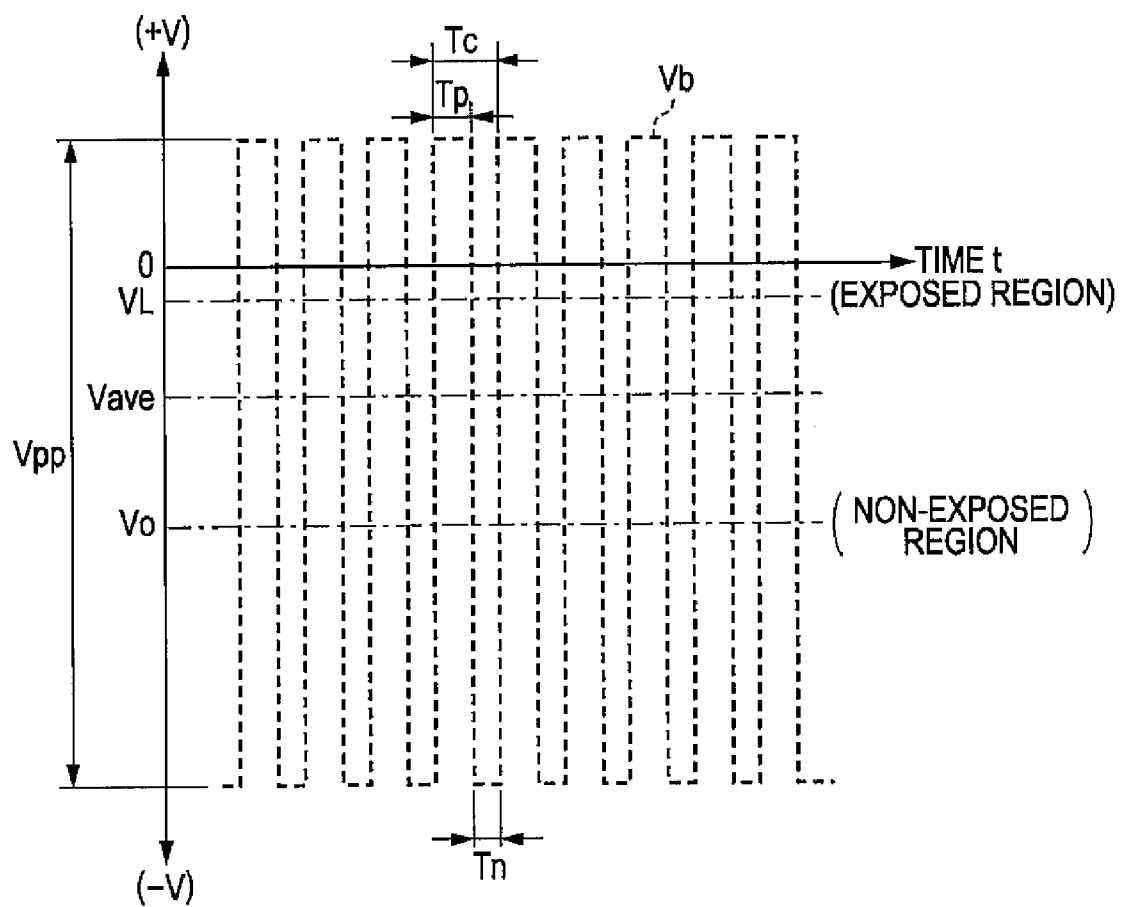 (+V)
Tc
Tp
Vb
0
TIME t
VL
(EXPOSED REGION)
Vave
Vpp
Vo
( NON-EXPOSED
REGION )
Tn
(−V)